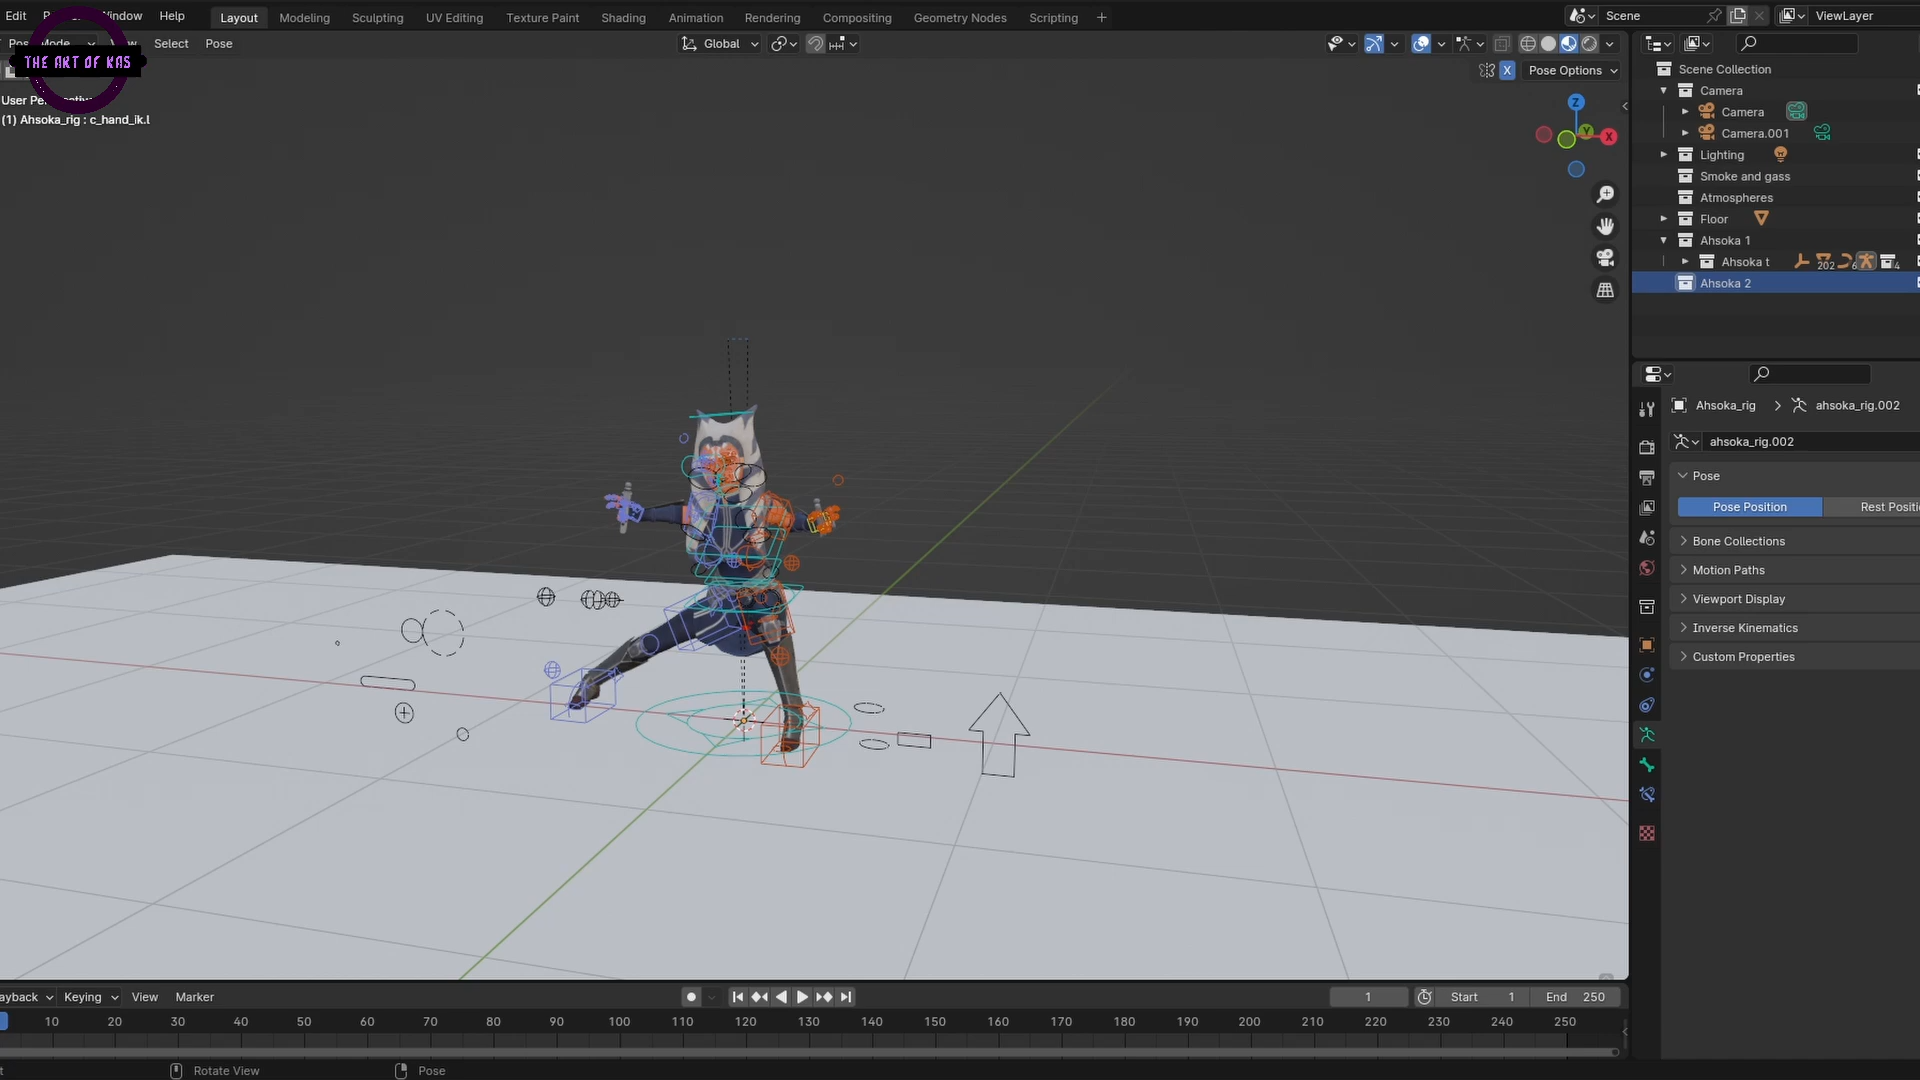 Edit
Window
Help
Layout
Modeling
Sculpting
UV Editing
Texture Paint
Shading
Animation
Rendering
Compositing
Geometry Nodes
Scripting
+
Scene
ViewLayer
Select
Pose
Global
THE ART OF KAS
X
Pose Options
(1) Ahsoka_rig : c_hand_ik.l
Z
Y
X
Scene Collection
Camera
Camera
Camera.001
Lighting
Smoke and gass
Atmospheres
Floor
Ahsoka 1
Ahsoka t
202
6
4
Ahsoka 2
Ahsoka_rig
ahsoka_rig.002
ahsoka_rig.002
Pose
Pose Position
Rest Positi
Bone Collections
Motion Paths
Viewport Display
Inverse Kinematics
Custom Properties
ayback
Keying
View
Marker
1
Start 1
End 250
10 20 30 40 50 60 70 80 90 100 110 120 130 140 150 160 170 180 190 200 210 220 230 240 250
Rotate View
Pose